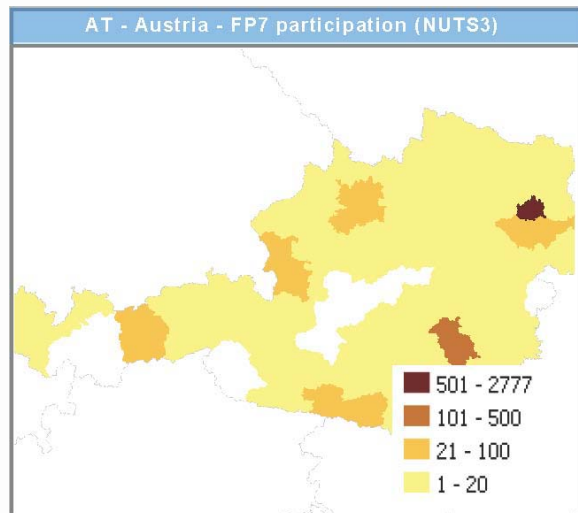 AT - Austria - FP7 participation (NUTS3)
501 - 2777
101 - 500
21 - 100
1 - 20